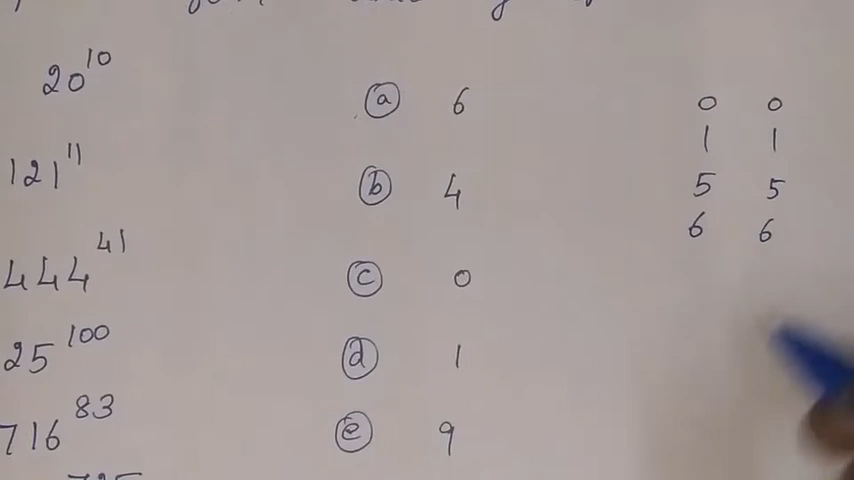 20^10 ⓐ 6 0 0
121^11 ⓑ 4 1 1
444^41 ⓒ 0 5 5
25^100 ⓓ 1 6 6
716^83 ⓔ 9